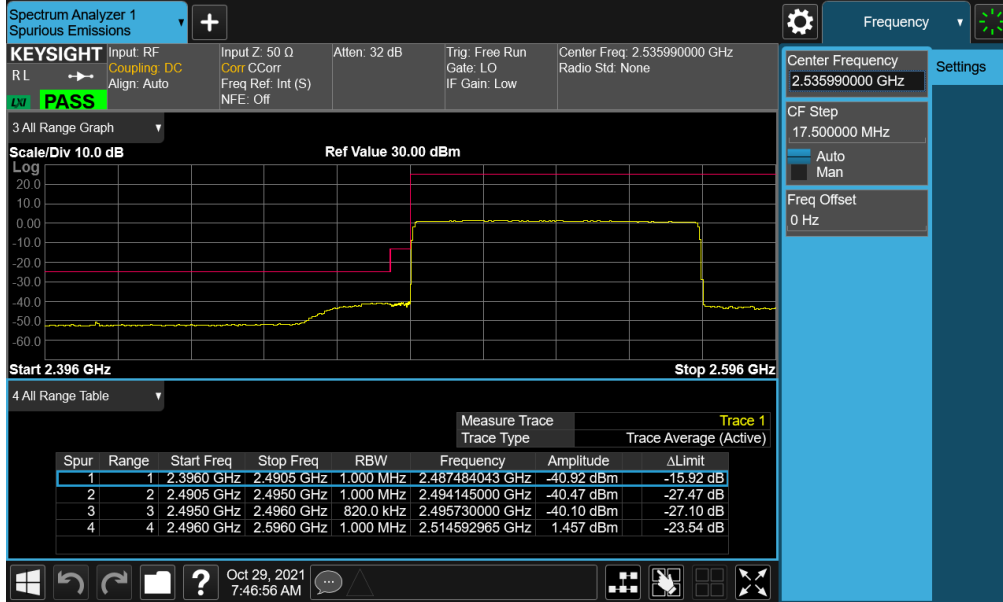 Spectrum Analyzer 1
Spurious Emissions
Frequency
KEYSIGHT
RL
LXI
PASS
Input: RF
Coupling: DC
Align: Auto
Input Z: 50 Ω
Corr CCorr
Freq Ref: Int (S)
NFE: Off
Atten: 32 dB
Trig: Free Run
Gate: LO
IF Gain: Low
Center Freq: 2.535990000 GHz
Radio Std: None
Center Frequency
2.535990000 GHz
Settings
CF Step
17.500000 MHz
Auto
Man
Freq Offset
0 Hz
3 All Range Graph
Scale/Div 10.0 dB
Ref Value 30.00 dBm
Log
20.0
10.0
0.00
-10.0
-20.0
-30.0
-40.0
-50.0
-60.0
Start 2.396 GHz
Stop 2.596 GHz
4 All Range Table
Measure Trace Trace 1
Trace Type Trace Average (Active)
Spur Range Start Freq Stop Freq RBW Frequency Amplitude ΔLimit
1 1 2.3960 GHz 2.4905 GHz 1.000 MHz 2.487484043 GHz -40.92 dBm -15.92 dB
2 2 2.4905 GHz 2.4950 GHz 1.000 MHz 2.494145000 GHz -40.47 dBm -27.47 dB
3 3 2.4950 GHz 2.4960 GHz 820.0 kHz 2.495730000 GHz -40.10 dBm -27.10 dB
4 4 2.4960 GHz 2.5960 GHz 1.000 MHz 2.514592965 GHz 1.457 dBm -23.54 dB
?
Oct 29, 2021
7:46:56 AM